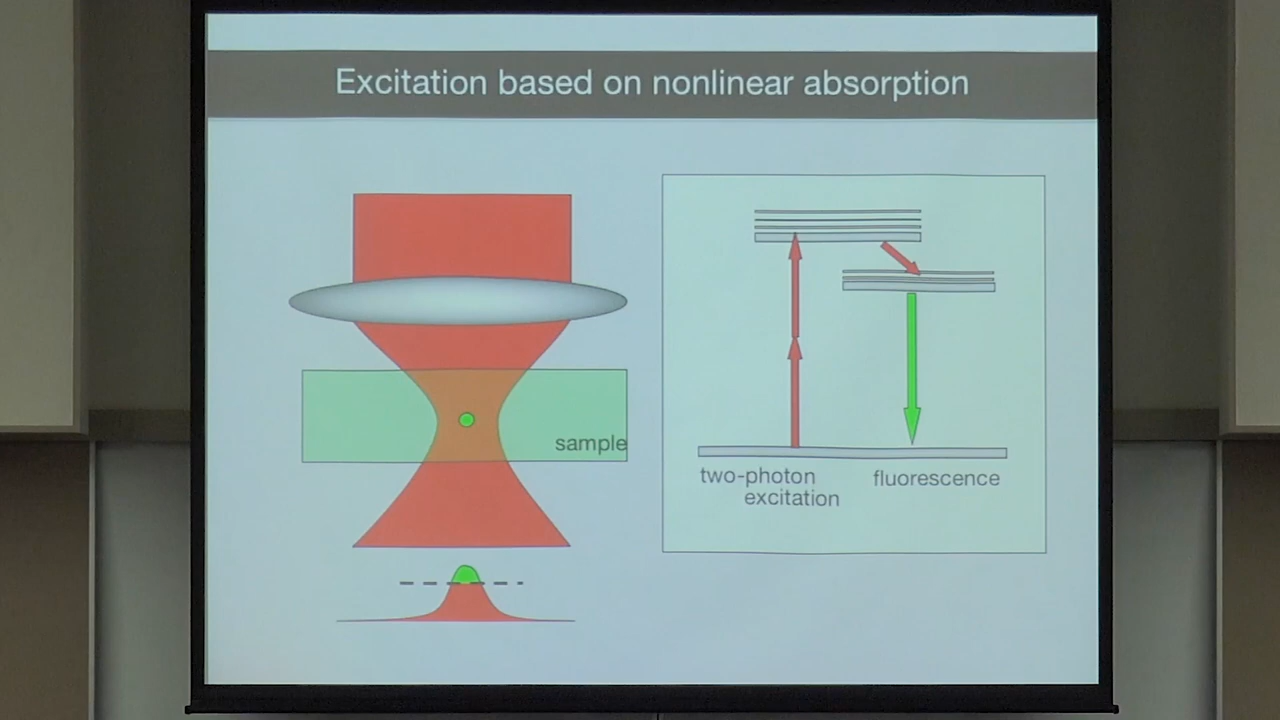 Excitation based on nonlinear absorption
sample
two-photon
excitation
fluorescence